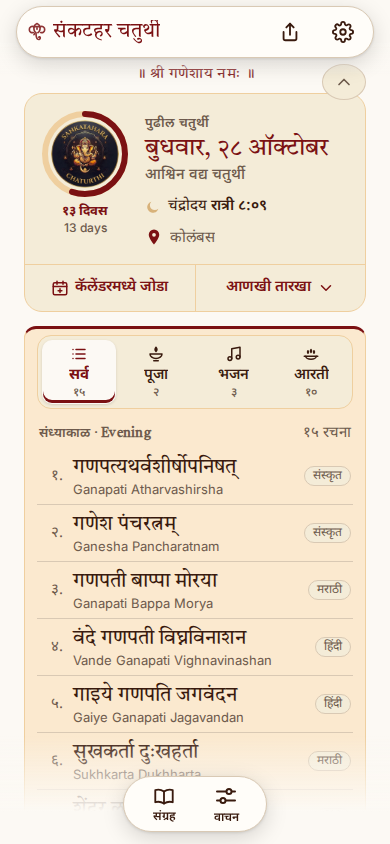 संकटहर चतुर्थी
॥ श्री गणेशाय नमः ॥
SANKATAHARA
CHATURTHI
पुढील चतुर्थी
बुधवार, २८ ऑक्टोबर
आश्विन वद्य चतुर्थी
चंद्रोदय रात्री ८:०९
कोलंबस
१३ दिवस
13 days
कॅलेंडरमध्ये जोडा
आणखी तारखा
सर्व
१५
पूजा
२
भजन
३
आरती
१०
संध्याकाळ · Evening
१५ रचना
१. गणपत्यथर्वशीर्षोपनिषत्
Ganapati Atharvashirsha
संस्कृत
२. गणेश पंचरत्नम्
Ganesha Pancharatnam
संस्कृत
३. गणपती बाप्पा मोरया
Ganapati Bappa Morya
मराठी
४. वंदे गणपती विघ्नविनाशन
Vande Ganapati Vighnavinashan
हिंदी
५. गाइये गणपति जगवंदन
Gaiye Ganapati Jagavandan
हिंदी
६. सुखकर्ता दुःखहर्ता
Sukhkarta Dukhharta
मराठी
संग्रह
वाचन